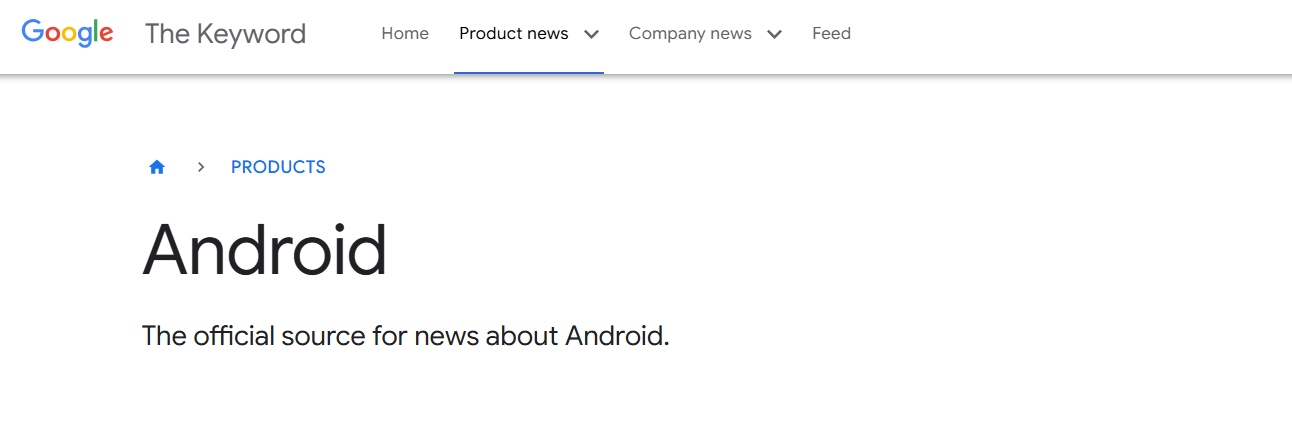 Google The Keyword Home Product news Company news Feed
PRODUCTS
Android
The official source for news about Android.